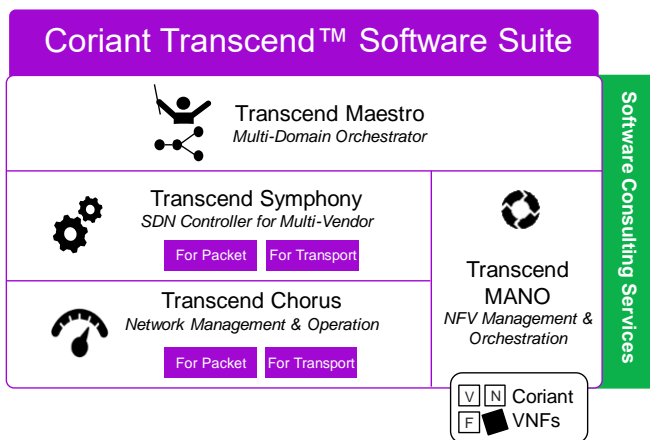 Coriant Transcend™ Software Suite
Transcend Maestro
Multi-Domain Orchestrator
Transcend Symphony
SDN Controller for Multi-Vendor
For Packet For Transport
Transcend Chorus
Network Management & Operation
For Packet For Transport
Transcend
MANO
NFV Management &
Orchestration
V N Coriant
F VNFs
Software Consulting Services